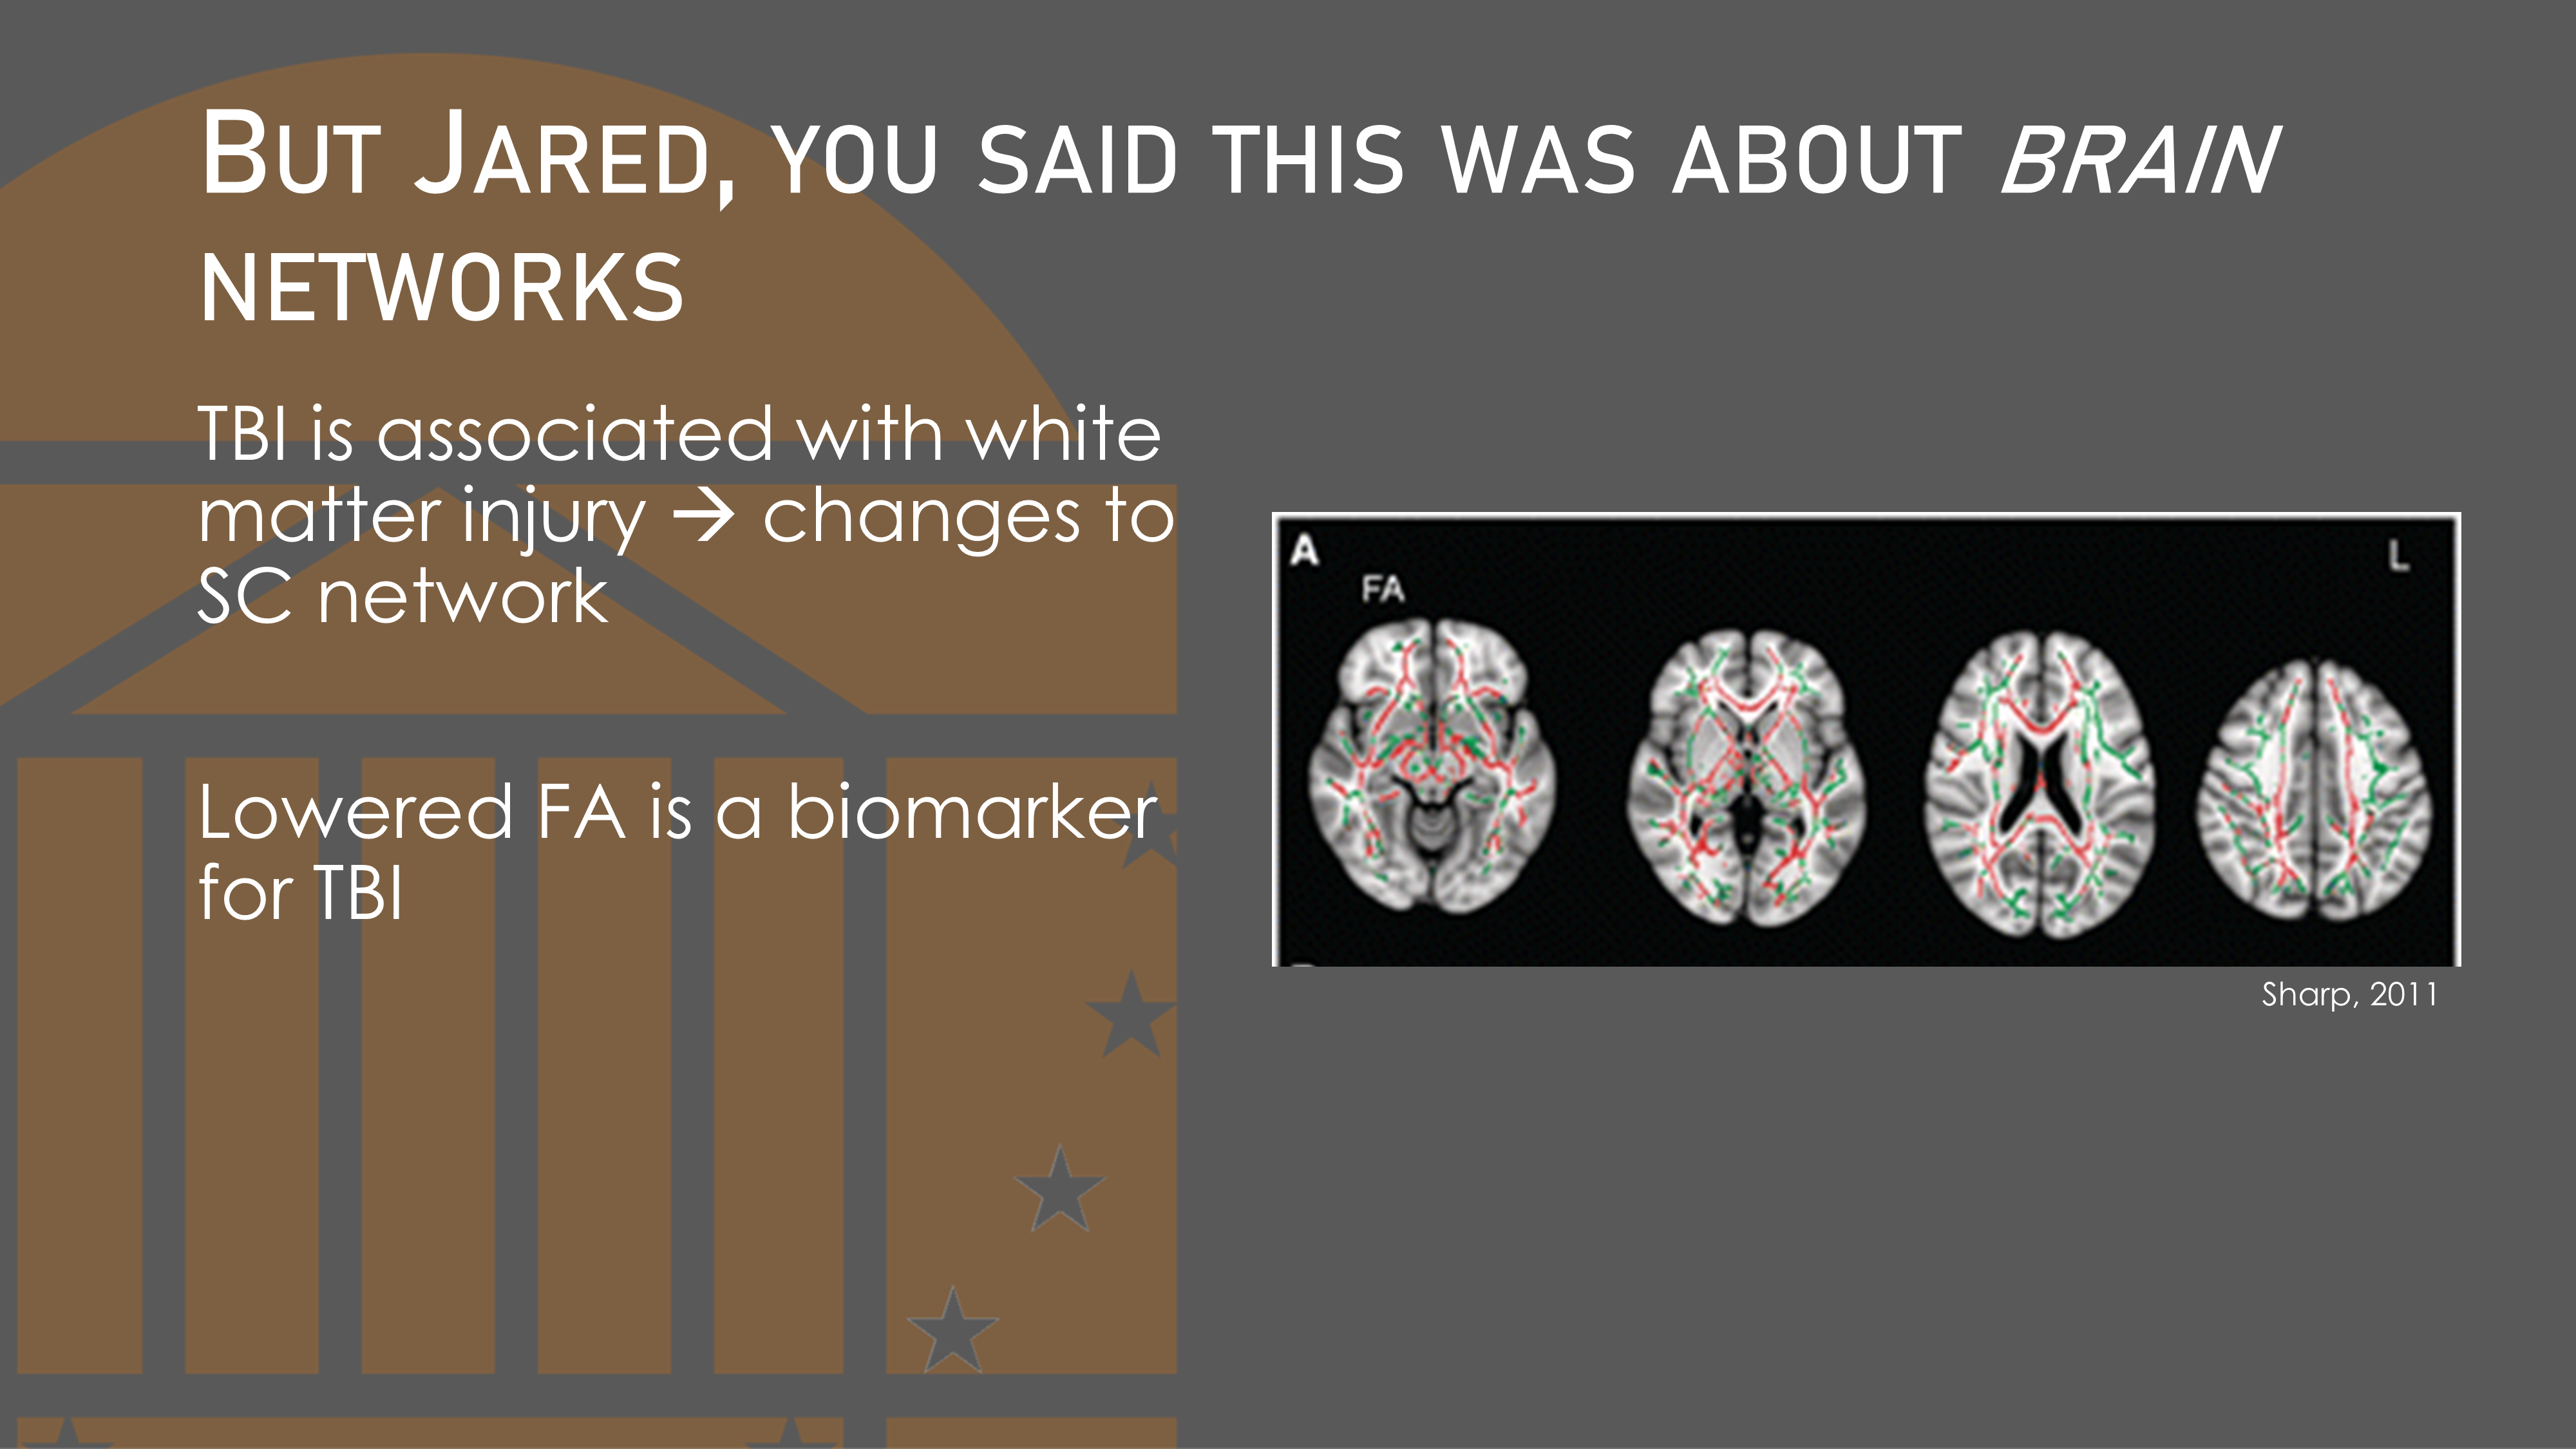 But Jared, you said this was about brain
networks
TBI is associated with white
matter injury → changes to
SC network
Lowered FA is a biomarker
for TBI
A
L
FA
Sharp, 2011